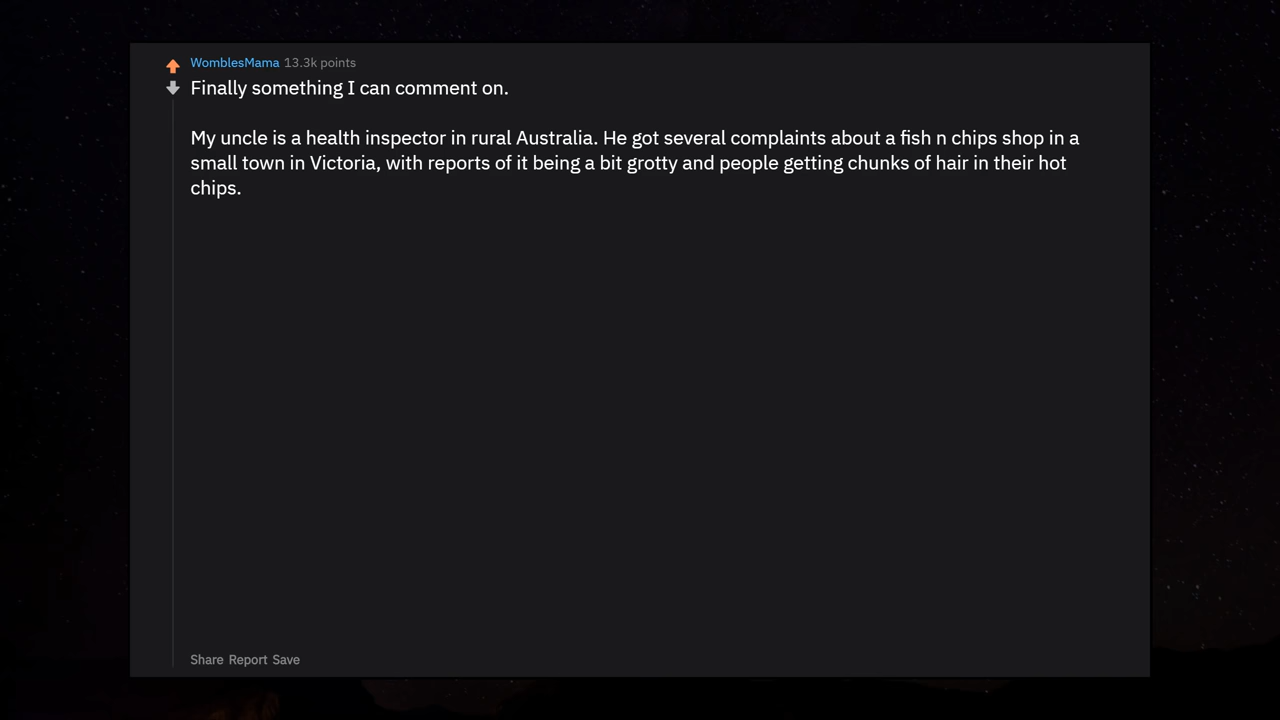 WomblesMama 13.3k points
Finally something I can comment on.
My uncle is a health inspector in rural Australia. He got several complaints about a fish n chips shop in a
small town in Victoria, with reports of it being a bit grotty and people getting chunks of hair in their hot
chips.
Share Report Save